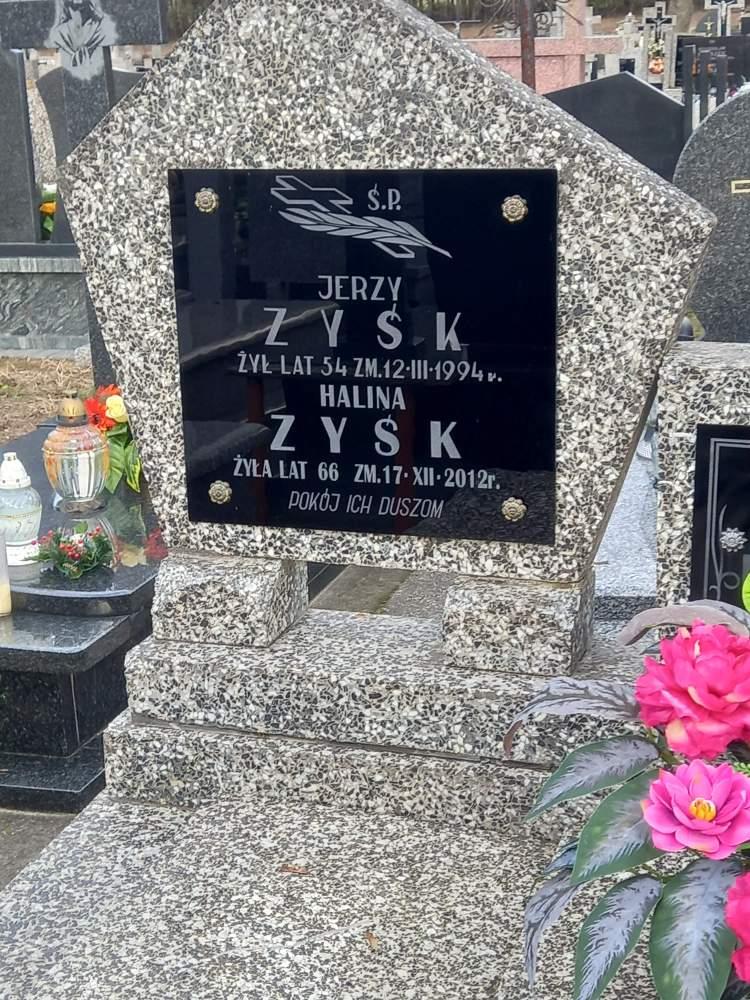 Ś.P.
JERZY
ZYŚK
ŻYŁ LAT 54 ZM. 12·III·1994r.
HALINA
ZYŚK
ŻYŁA LAT 66 ZM. 17·XII·2012r.
POKÓJ ICH DUSZOM